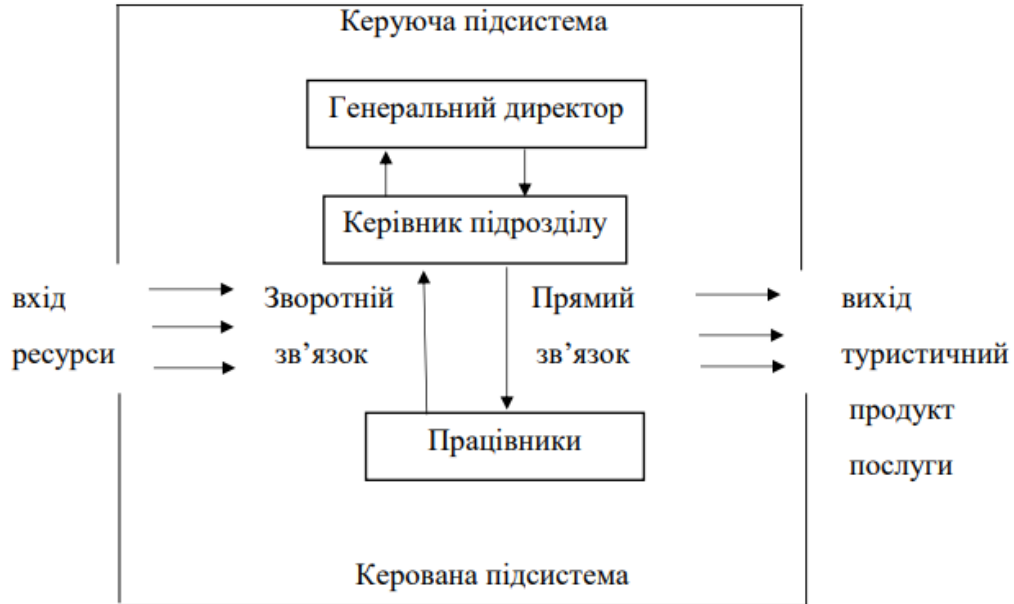 Керуюча підсистема
Генеральний директор
Керівник підрозділу
вхід
ресурси
Зворотній
зв’язок
Прямий
зв’язок
вихід
туристичний
продукт
послуги
Працівники
Керована підсистема